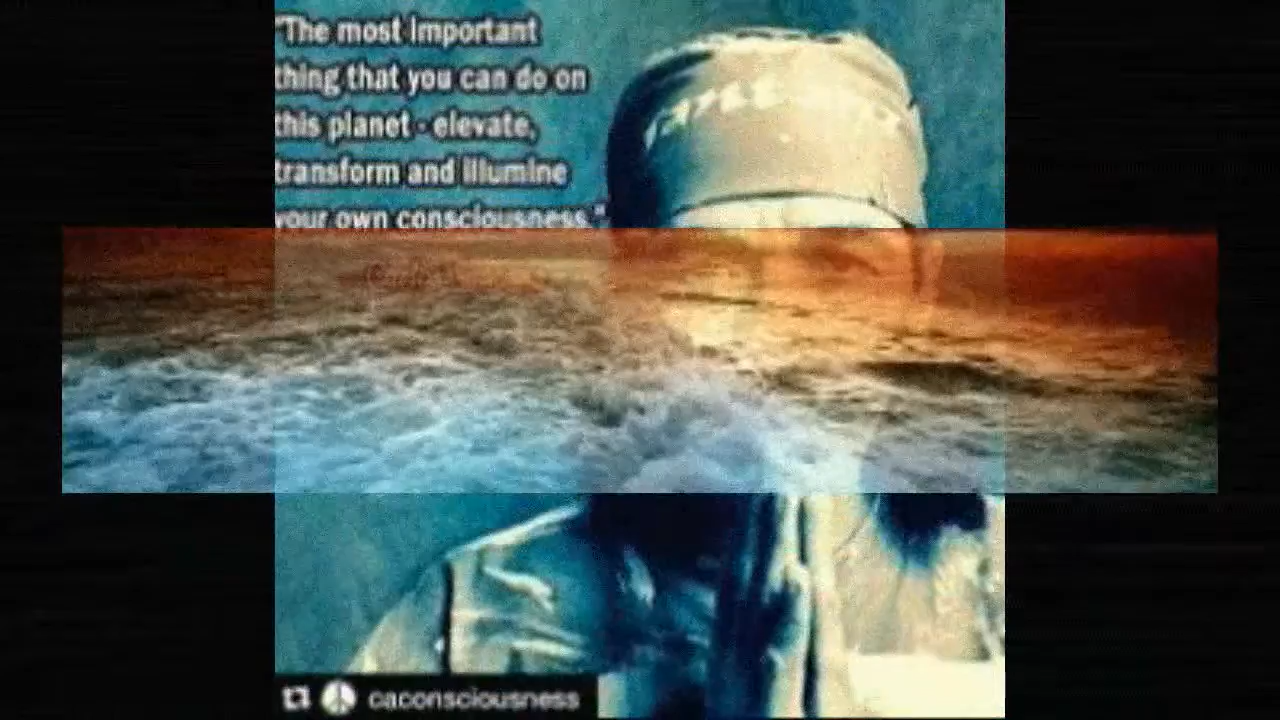 "The most important
thing that you can do on
this planet - elevate,
transform and illumine
your own consciousness."
caconsciousness